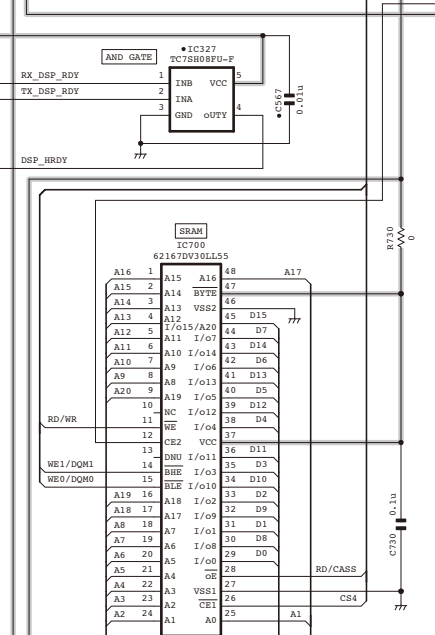 ●IC327
AND GATE TC7SH08FU-F
RX_DSP_RDY 1 INB VCC 5
TX_DSP_RDY 2 INA
3 GND oUTY 4
●C567 0.01u
DSP_HRDY
R730 0
SRAM
IC700
62167DV30LL55
A16 1 A15 A16 48 A17
A15 2 A14 BYTE 47
A14 3 A13 VSS2 46
A13 4 A12 I/o15/A20 45 D15
A12 5 A11 I/o7 44 D7
A11 6 A10 I/o14 43 D14
A10 7 A9 I/o6 42 D6
A9 8 A8 I/o13 41 D13
A20 9 A19 I/o5 40 D5
10 NC I/o12 39 D12
RD/WR 11 WE I/o4 38 D4
12 CE2 VCC 37
13 DNU I/o11 36 D11
WE1/DQM1 14 BHE I/o3 35 D3
WE0/DQM0 15 BLE I/o10 34 D10
A19 16 A18 I/o2 33 D2
A18 17 A17 I/o9 32 D9
A8 18 A7 I/o1 31 D1
A7 19 A6 I/o8 30 D8
A6 20 A5 I/o0 29 D0
A5 21 A4 oE 28 RD/CASS
A4 22 A3 VSS1 27
A3 23 A2 CE1 26 CS4
A2 24 A1 A0 25 A1
C730 0.1u